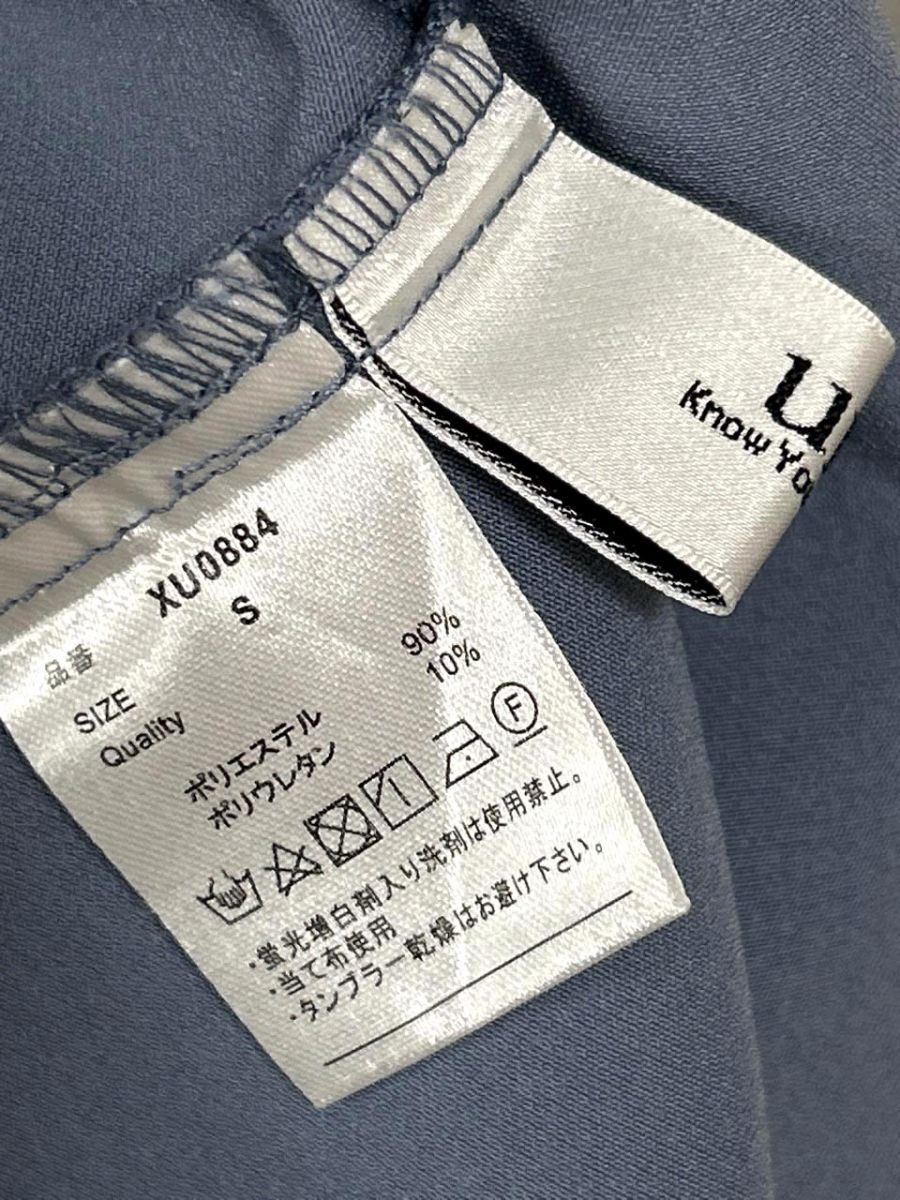 u
Know Yo
品番 XU0884
SIZE S
Quality
ポリエステル 90%
ポリウレタン 10%
F
・蛍光増白剤入り洗剤は使用禁止。
・当て布使用
・タンブラー乾燥はお避け下さい。